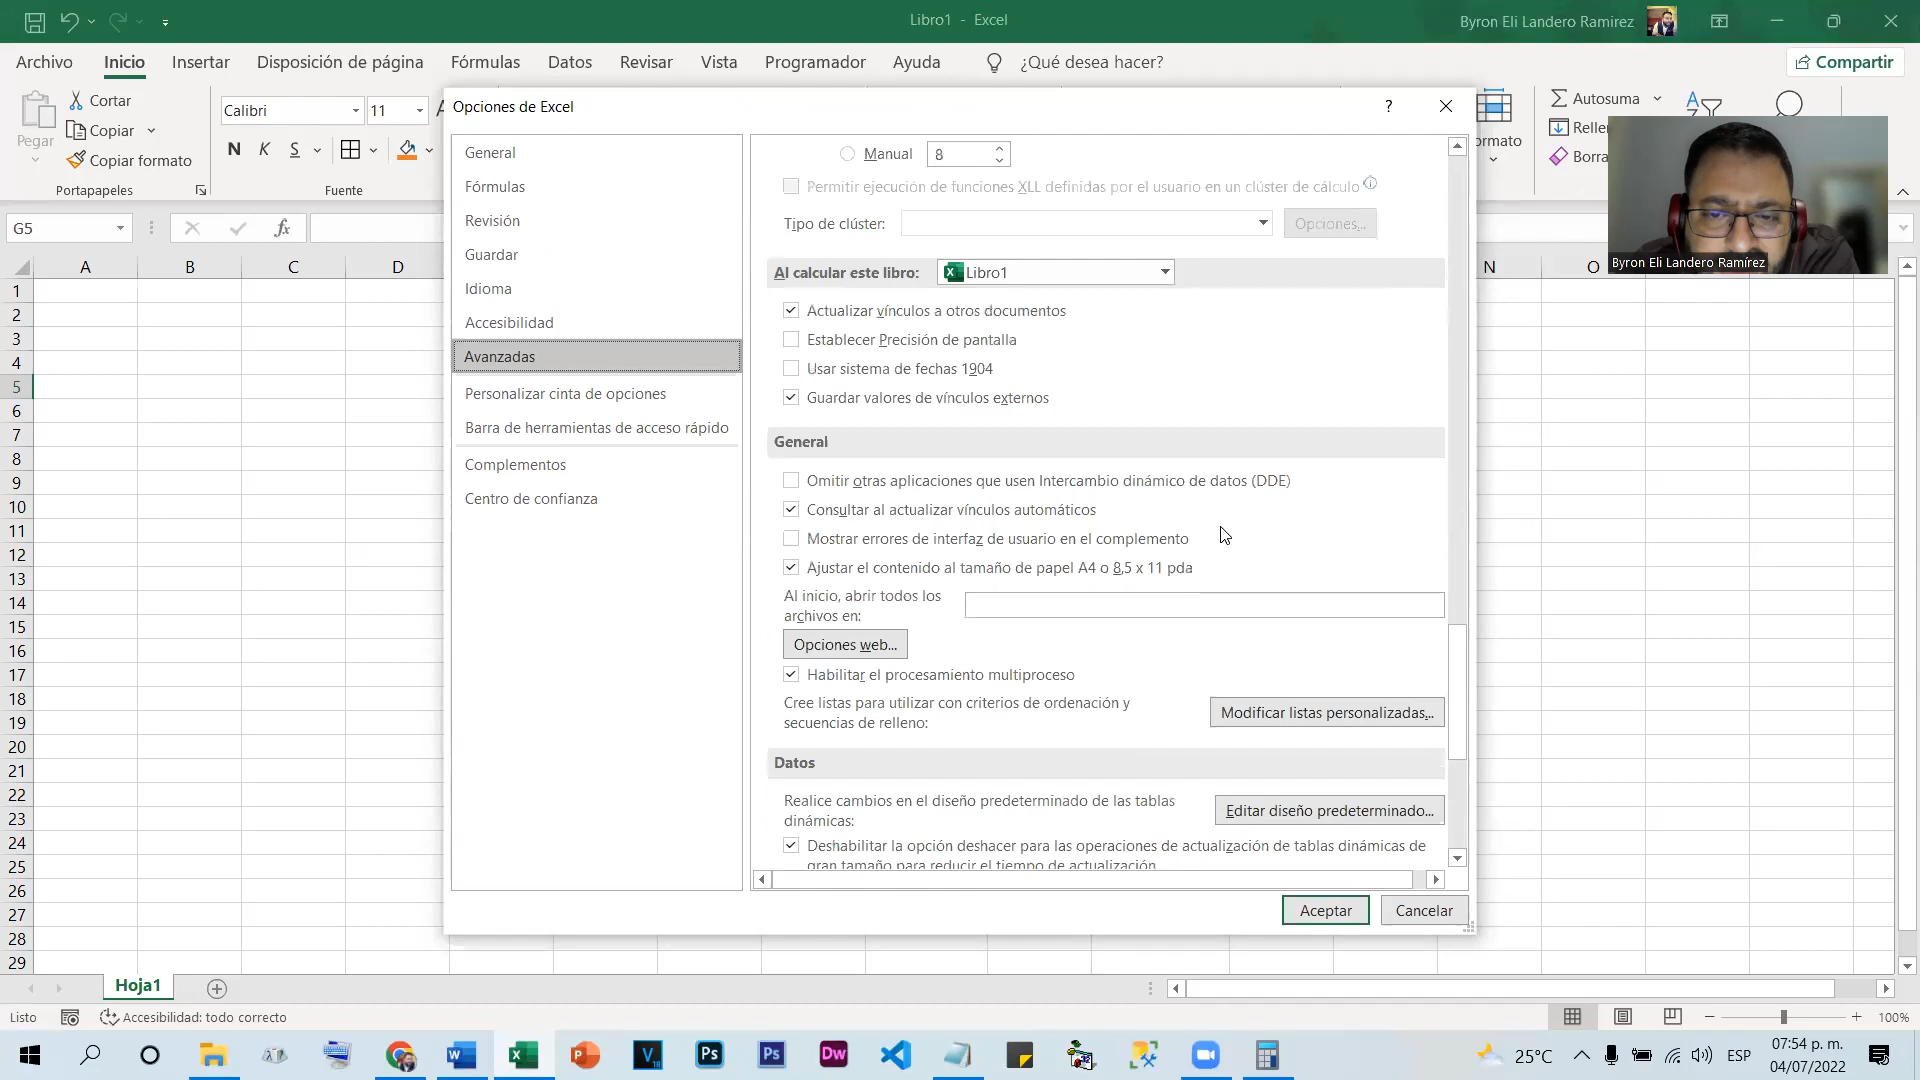 Libro1 - Excel
Byron Eli Landero Ramirez
Archivo Inicio Insertar Disposición de página Fórmulas Datos Revisar Vista Programador Ayuda ¿Qué desea hacer? Compartir
Pegar
Cortar
Copiar
Copiar formato
Portapapeles
Calibri 11
N K S
Fuente
Autosuma
Byron Eli Landero Ramírez
G5
fx
A B C D N O
1
2
3
4
5
6
7
8
9
10
11
12
13
14
15
16
17
18
19
20
21
22
23
24
25
26
27
28
29
Opciones de Excel ?
General
Fórmulas
Revisión
Guardar
Idioma
Accesibilidad
Avanzadas
Personalizar cinta de opciones
Barra de herramientas de acceso rápido
Complementos
Centro de confianza
Manual 8
Permitir ejecución de funciones XLL definidas por el usuario en un clúster de cálculo
Tipo de clúster: Opciones...
Al calcular este libro: Libro1
Actualizar vínculos a otros documentos
Establecer Precisión de pantalla
Usar sistema de fechas 1904
Guardar valores de vínculos externos
General
Omitir otras aplicaciones que usen Intercambio dinámico de datos (DDE)
Consultar al actualizar vínculos automáticos
Mostrar errores de interfaz de usuario en el complemento
Ajustar el contenido al tamaño de papel A4 o 8,5 x 11 pda
Al inicio, abrir todos los
archivos en:
Opciones web...
Habilitar el procesamiento multiproceso
Cree listas para utilizar con criterios de ordenación y
secuencias de relleno:
Modificar listas personalizadas...
Datos
Realice cambios en el diseño predeterminado de las tablas
dinámicas:
Editar diseño predeterminado...
Deshabilitar la opción deshacer para las operaciones de actualización de tablas dinámicas de
gran tamaño para reducir el tiempo de actualización
Aceptar Cancelar
Hoja1
Listo Accesibilidad: todo correcto 100%
25°C ESP
07:54 p. m.
04/07/2022